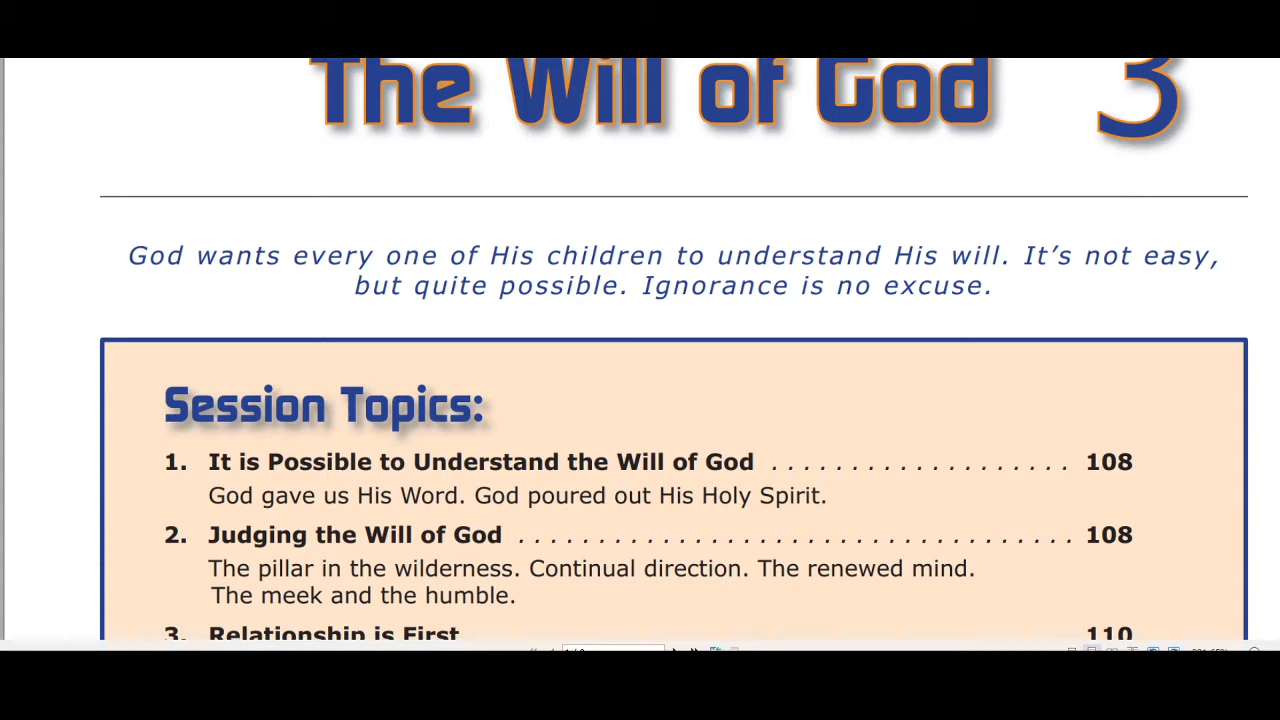 The Will of God 3
God wants every one of His children to understand His will. It’s not easy,
but quite possible. Ignorance is no excuse.
Session Topics:
1. It is Possible to Understand the Will of God . . . . . . . . . . . . . . . . . . . 108
God gave us His Word. God poured out His Holy Spirit.
2. Judging the Will of God . . . . . . . . . . . . . . . . . . . . . . . . . . . . . . . . . . . 108
The pillar in the wilderness. Continual direction. The renewed mind.
The meek and the humble.
3. Relationship is First 110